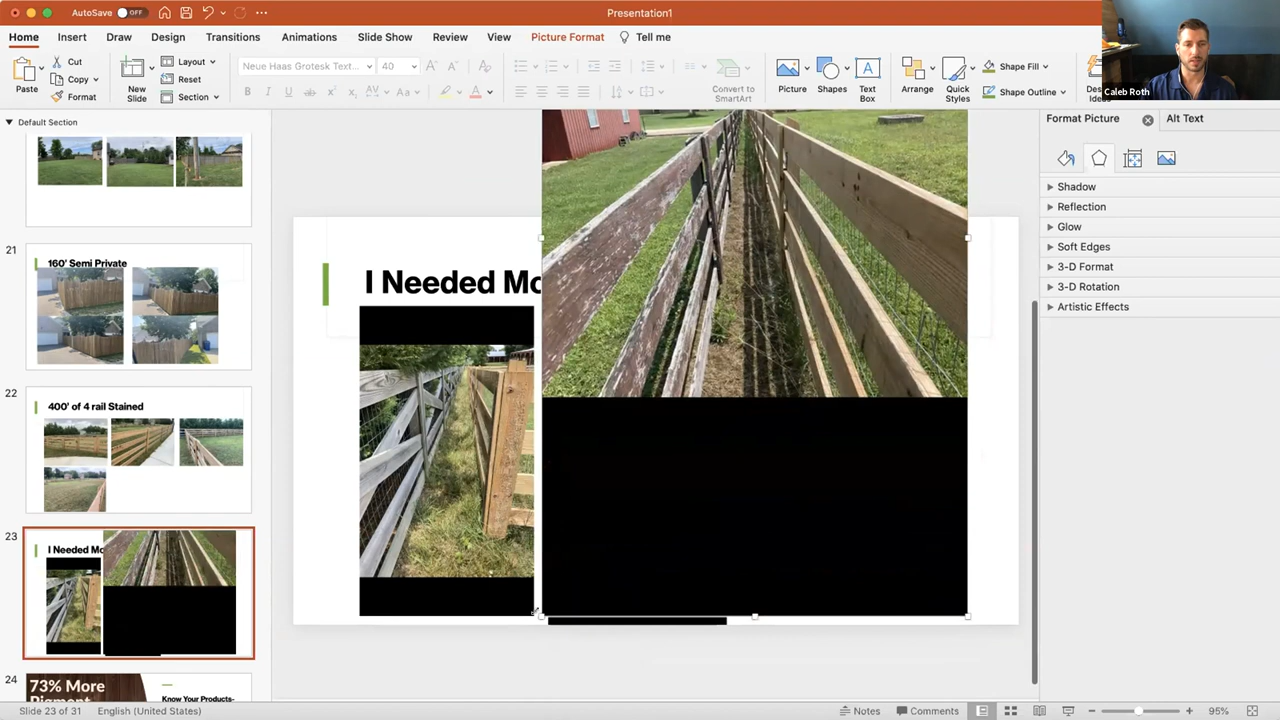 AutoSave OFF
Presentation1
Home Insert Draw Design Transitions Animations Slide Show Review View Picture Format Tell me
Paste
Cut
Copy
Format
New Slide
Layout
Reset
Section
Neue Haas Grotesk Text... 40
Convert to SmartArt
Picture
Shapes
Text Box
Arrange
Quick Styles
Shape Fill
Shape Outline
Caleb Roth
Default Section
21
160' Semi Private
22
400' of 4 rail Stained
23
I Needed Mo
24
73% More
Know Your Products-
I Needed Mo
Format Picture
Alt Text
Shadow
Reflection
Glow
Soft Edges
3-D Format
3-D Rotation
Artistic Effects
Slide 23 of 31 English (United States)
Notes Comments 95%